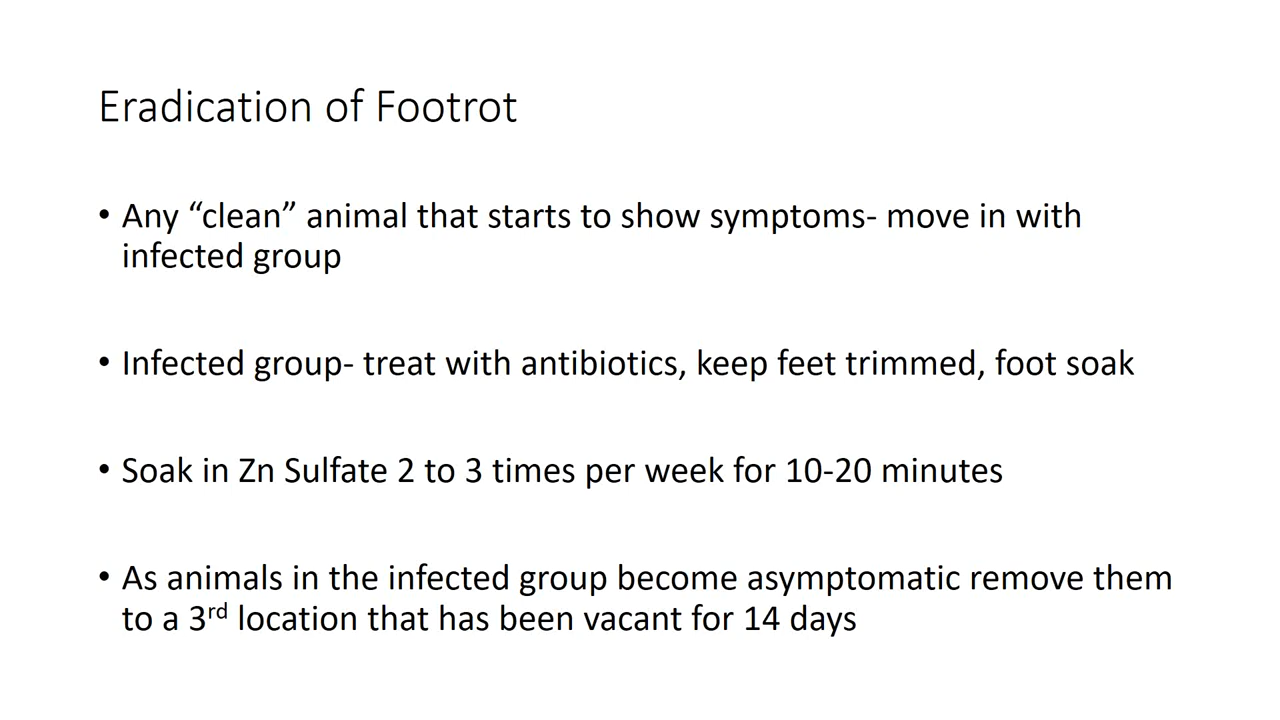 Eradication of Footrot
• Any “clean” animal that starts to show symptoms- move in with
infected group
• Infected group- treat with antibiotics, keep feet trimmed, foot soak
• Soak in Zn Sulfate 2 to 3 times per week for 10-20 minutes
• As animals in the infected group become asymptomatic remove them
to a 3rd location that has been vacant for 14 days